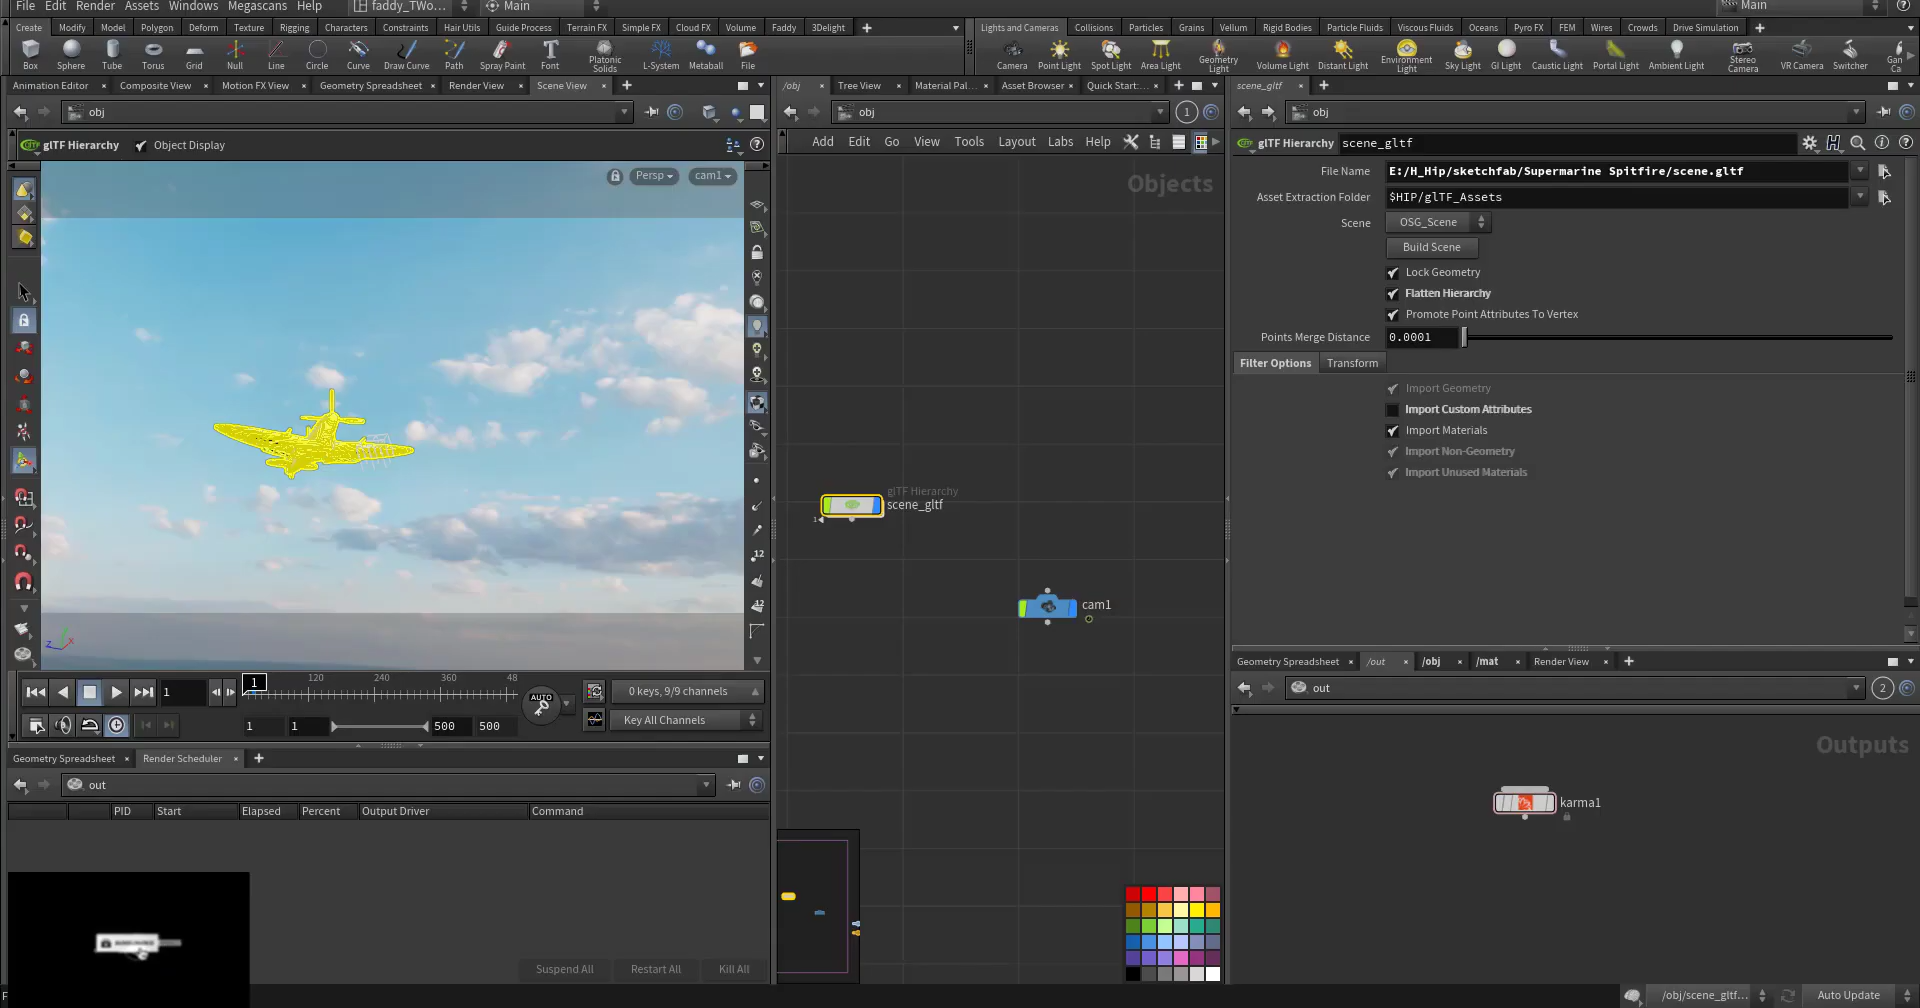 File Edit Render Assets Windows Megascans Help faddy_TWo... Main Main
Create Modify Model Polygon Deform Texture Rigging Characters Constraints Hair Utils Guide Process Terrain FX Simple FX Cloud FX Volume Faddy 3Delight
Lights and Cameras Collisions Particles Grains Vellum Rigid Bodies Particle Fluids Viscous Fluids Oceans Pyro FX FEM Wires Crowds Drive Simulation
Box Sphere Tube Torus Grid Null Line Circle Curve Draw Curve Path Spray Paint Font Platonic Solids L-System Metaball File
Camera Point Light Spot Light Area Light Geometry Light Volume Light Distant Light Environment Light Sky Light GI Light Caustic Light Portal Light Ambient Light Stereo Camera VR Camera Switcher Gan Ca
Animation Editor Composite View Motion FX View Geometry Spreadsheet Render View Scene View
/obj Tree View Material Pal... Asset Browser Quick Start:...
scene_gltf
obj
obj 1
obj
glTF Hierarchy Object Display
Add Edit Go View Tools Layout Labs Help
glTF Hierarchy scene_gltf
Persp cam1
Objects
File Name E:/H_Hip/sketchfab/Supermarine Spitfire/scene.gltf
Asset Extraction Folder $HIP/glTF_Assets
Scene OSG_Scene
Build Scene
Lock Geometry
Flatten Hierarchy
Promote Point Attributes To Vertex
Points Merge Distance 0.0001
Filter Options Transform
Import Geometry
Import Custom Attributes
Import Materials
Import Non-Geometry
Import Unused Materials
glTF Hierarchy
scene_gltf
1
cam1
12
12
z x
1 1 120 240 360 48 AUTO 0 keys, 9/9 channels
1 1 500 500 Key All Channels
Geometry Spreadsheet /out /obj /mat Render View
out 2
Outputs
karma1
Geometry Spreadsheet Render Scheduler
out
PID Start Elapsed Percent Output Driver Command
Suspend All Restart All Kill All
/obj/scene_gltf... Auto Update